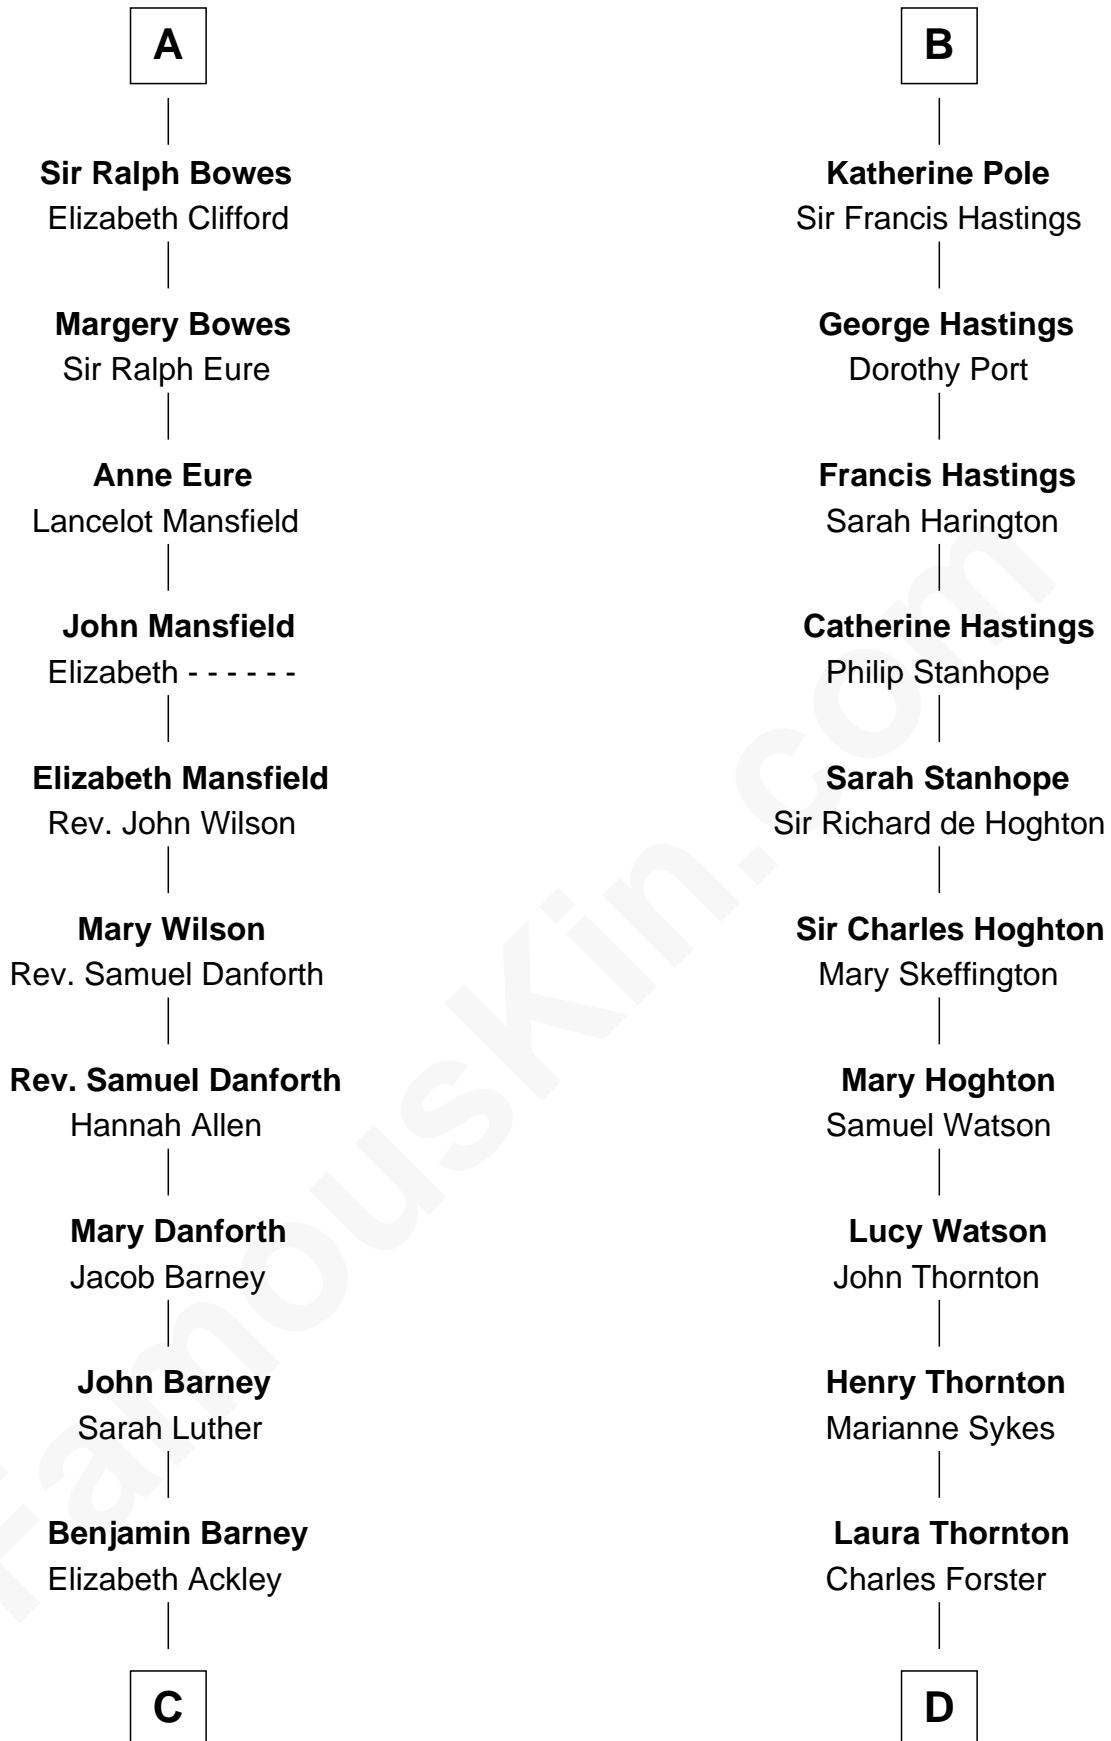 A
Sir Ralph Bowes
Elizabeth Clifford
Margery Bowes
Sir Ralph Eure
Anne Eure
Lancelot Mansfield
John Mansfield
Elizabeth - - - - - -
Elizabeth Mansfield
Rev. John Wilson
Mary Wilson
Rev. Samuel Danforth
Rev. Samuel Danforth
Hannah Allen
Mary Danforth
Jacob Barney
John Barney
Sarah Luther
Benjamin Barney
Elizabeth Ackley
C
B
Katherine Pole
Sir Francis Hastings
George Hastings
Dorothy Port
Francis Hastings
Sarah Harington
Catherine Hastings
Philip Stanhope
Sarah Stanhope
Sir Richard de Hoghton
Sir Charles Hoghton
Mary Skeffington
Mary Hoghton
Samuel Watson
Lucy Watson
John Thornton
Henry Thornton
Marianne Sykes
Laura Thornton
Charles Forster
D
FamousKin.com